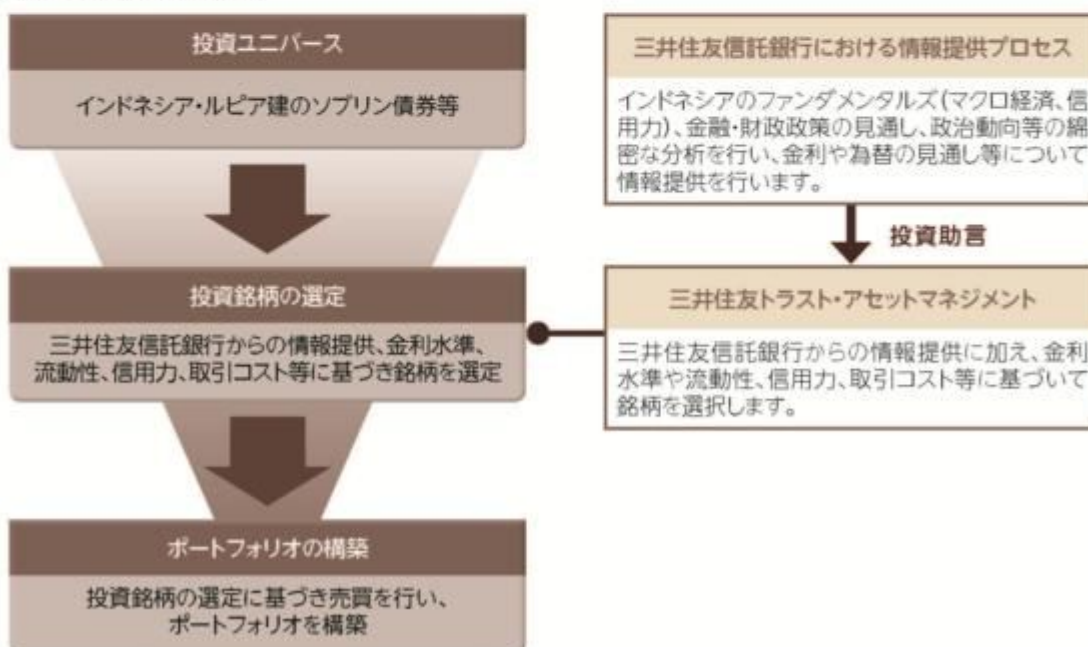 投資ユニバース
インドネシア・ルピア建のソブリン債券等
投資銘柄の選定
三井住友信託銀行からの情報提供、金利水準、
流動性、信用力、取引コスト等に基づき銘柄を選定
ポートフォリオの構築
投資銘柄の選定に基づき売買を行い、
ポートフォリオを構築
三井住友信託銀行における情報提供プロセス
インドネシアのファンダメンタルズ(マクロ経済、信
用力)、金融・財政政策の見通し、政治動向等の綿
密な分析を行い、金利や為替の見通し等について
情報提供を行います。
投資助言
三井住友トラスト・アセットマネジメント
三井住友信託銀行からの情報提供に加え、金利
水準や流動性、信用力、取引コスト等に基づいて
銘柄を選択します。